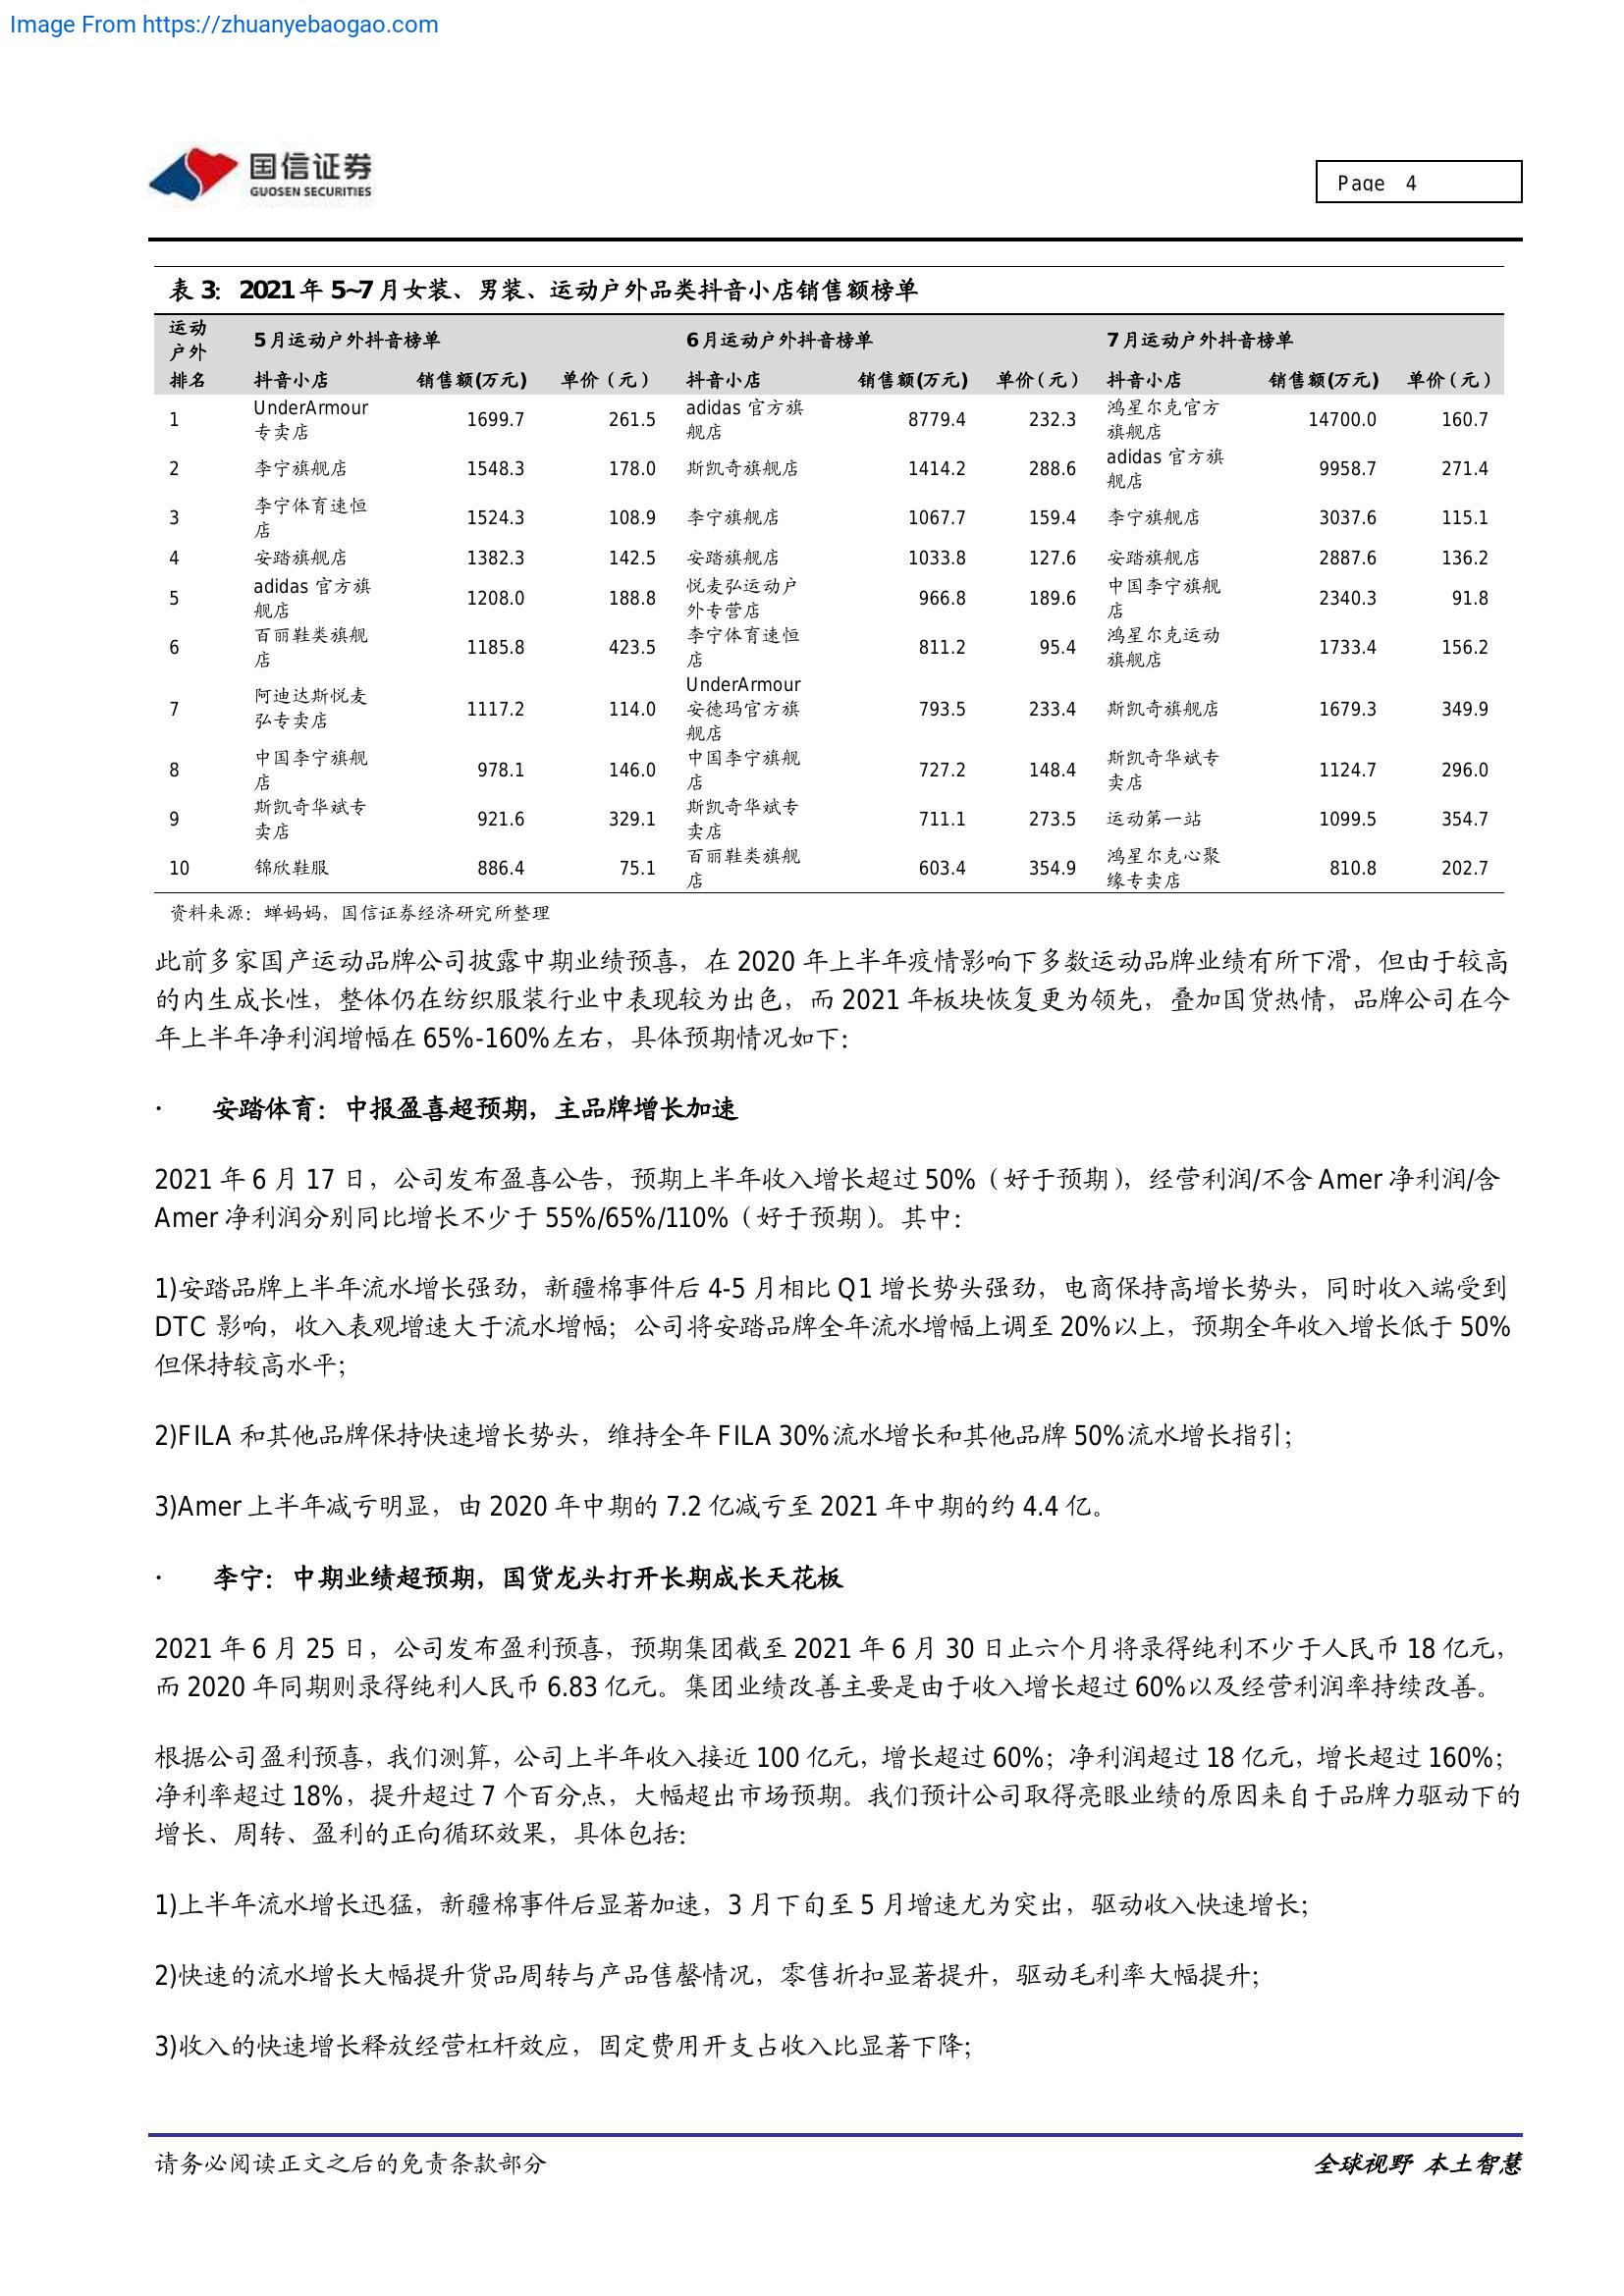 Image From https://zhuanyebaogao.com
国信证券
GUOSEN SECURITIES
Page 4
表 3: 2021 年 5~7 月女装、男装、运动户外品类抖音小店销售额榜单
运动户外 5 月运动户外抖音榜单 6 月运动户外抖音榜单 7 月运动户外抖音榜单
排名 抖音小店 销售额(万元) 单价（元） 抖音小店 销售额(万元) 单价（元） 抖音小店 销售额(万元) 单价（元）
1 UnderArmour 专卖店 1699.7 261.5 adidas 官方旗舰店 8779.4 232.3 鸿星尔克官方旗舰店 14700.0 160.7
2 李宁旗舰店 1548.3 178.0 斯凯奇旗舰店 1414.2 288.6 adidas 官方旗舰店 9958.7 271.4
3 李宁体育速恒店 1524.3 108.9 李宁旗舰店 1067.7 159.4 李宁旗舰店 3037.6 115.1
4 安踏旗舰店 1382.3 142.5 安踏旗舰店 1033.8 127.6 安踏旗舰店 2887.6 136.2
5 adidas 官方旗舰店 1208.0 188.8 悦麦弘运动户外专营店 966.8 189.6 中国李宁旗舰店 2340.3 91.8
6 百丽鞋类旗舰店 1185.8 423.5 李宁体育速恒店 811.2 95.4 鸿星尔克运动旗舰店 1733.4 156.2
7 阿迪达斯悦麦弘专卖店 1117.2 114.0 UnderArmour 安德玛官方旗舰店 793.5 233.4 斯凯奇旗舰店 1679.3 349.9
8 中国李宁旗舰店 978.1 146.0 中国李宁旗舰店 727.2 148.4 斯凯奇华斌专卖店 1124.7 296.0
9 斯凯奇华斌专卖店 921.6 329.1 斯凯奇华斌专卖店 711.1 273.5 运动第一站 1099.5 354.7
10 锦欣鞋服 886.4 75.1 百丽鞋类旗舰店 603.4 354.9 鸿星尔克心聚缘专卖店 810.8 202.7
资料来源：蝉妈妈，国信证券经济研究所整理
此前多家国产运动品牌公司披露中期业绩预喜，在 2020 年上半年疫情影响下多数运动品牌业绩有所下滑，但由于较高
的内生成长性，整体仍在纺织服装行业中表现较为出色，而 2021 年板块恢复更为领先，叠加国货热情，品牌公司在今
年上半年净利润增幅在 65%-160%左右，具体预期情况如下：
· 安踏体育：中报盈喜超预期，主品牌增长加速
2021 年 6 月 17 日，公司发布盈喜公告，预期上半年收入增长超过 50%（好于预期），经营利润/不含 Amer 净利润/含
Amer 净利润分别同比增长不少于 55%/65%/110%（好于预期）。其中：
1)安踏品牌上半年流水增长强劲，新疆棉事件后 4-5 月相比 Q1 增长势头强劲，电商保持高增长势头，同时收入端受到
DTC 影响，收入表观增速大于流水增幅；公司将安踏品牌全年流水增幅上调至 20%以上，预期全年收入增长低于 50%
但保持较高水平；
2)FILA 和其他品牌保持快速增长势头，维持全年 FILA 30%流水增长和其他品牌 50%流水增长指引；
3)Amer 上半年减亏明显，由 2020 年中期的 7.2 亿减亏至 2021 年中期的约 4.4 亿。
· 李宁：中期业绩超预期，国货龙头打开长期成长天花板
2021 年 6 月 25 日，公司发布盈利预喜，预期集团截至 2021 年 6 月 30 日止六个月将录得纯利不少于人民币 18 亿元，
而 2020 年同期则录得纯利人民币 6.83 亿元。集团业绩改善主要是由于收入增长超过 60%以及经营利润率持续改善。
根据公司盈利预喜，我们测算，公司上半年收入接近 100 亿元，增长超过 60%；净利润超过 18 亿元，增长超过 160%；
净利率超过 18%，提升超过 7 个百分点，大幅超出市场预期。我们预计公司取得亮眼业绩的原因来自于品牌力驱动下的
增长、周转、盈利的正向循环效果，具体包括：
1)上半年流水增长迅猛，新疆棉事件后显著加速，3 月下旬至 5 月增速尤为突出，驱动收入快速增长；
2)快速的流水增长大幅提升货品周转与产品售罄情况，零售折扣显著提升，驱动毛利率大幅提升；
3)收入的快速增长释放经营杠杆效应，固定费用开支占收入比显著下降；
请务必阅读正文之后的免责条款部分 全球视野 本土智慧